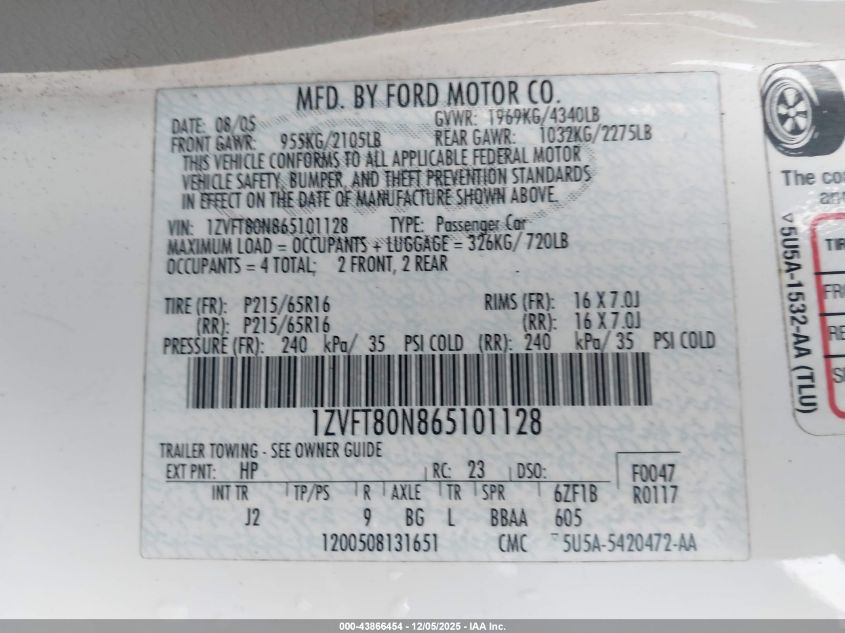 MFD. BY FORD MOTOR CO.
DATE: 08/05 GVWR: 1969KG/4340LB
FRONT GAWR: 955KG/2105LB REAR GAWR: 1032KG/2275LB
THIS VEHICLE CONFORMS TO ALL APPLICABLE FEDERAL MOTOR
VEHICLE SAFETY, BUMPER, AND THEFT PREVENTION STANDARDS
IN EFFECT ON THE DATE OF MANUFACTURE SHOWN ABOVE.
VIN: 1ZVFT80N865101128 TYPE: Passenger Car
MAXIMUM LOAD = OCCUPANTS + LUGGAGE = 326KG/ 720LB
OCCUPANTS = 4 TOTAL; 2 FRONT, 2 REAR
TIRE (FR): P215/65R16 RIMS (FR): 16 X 7.0J
(RR): P215/65R16 (RR): 16 X 7.0J
PRESSURE (FR): 240 kPa/ 35 PSI COLD (RR): 240 kPa/ 35 PSI COLD
1ZVFT80N865101128
TRAILER TOWING - SEE OWNER GUIDE
EXT PNT: HP RC: 23 DSO: F0047
INT TR TP/PS R AXLE TR SPR 6ZF1B R0117
J2 9 BG L BBAA 605
1200508131651 CMC 5U5A-5420472-AA
The co
an
TIR
FR
RE
S
5U5A-1532-AA (TLU)
000-43866454 - 12/05/2025 - IAA Inc.